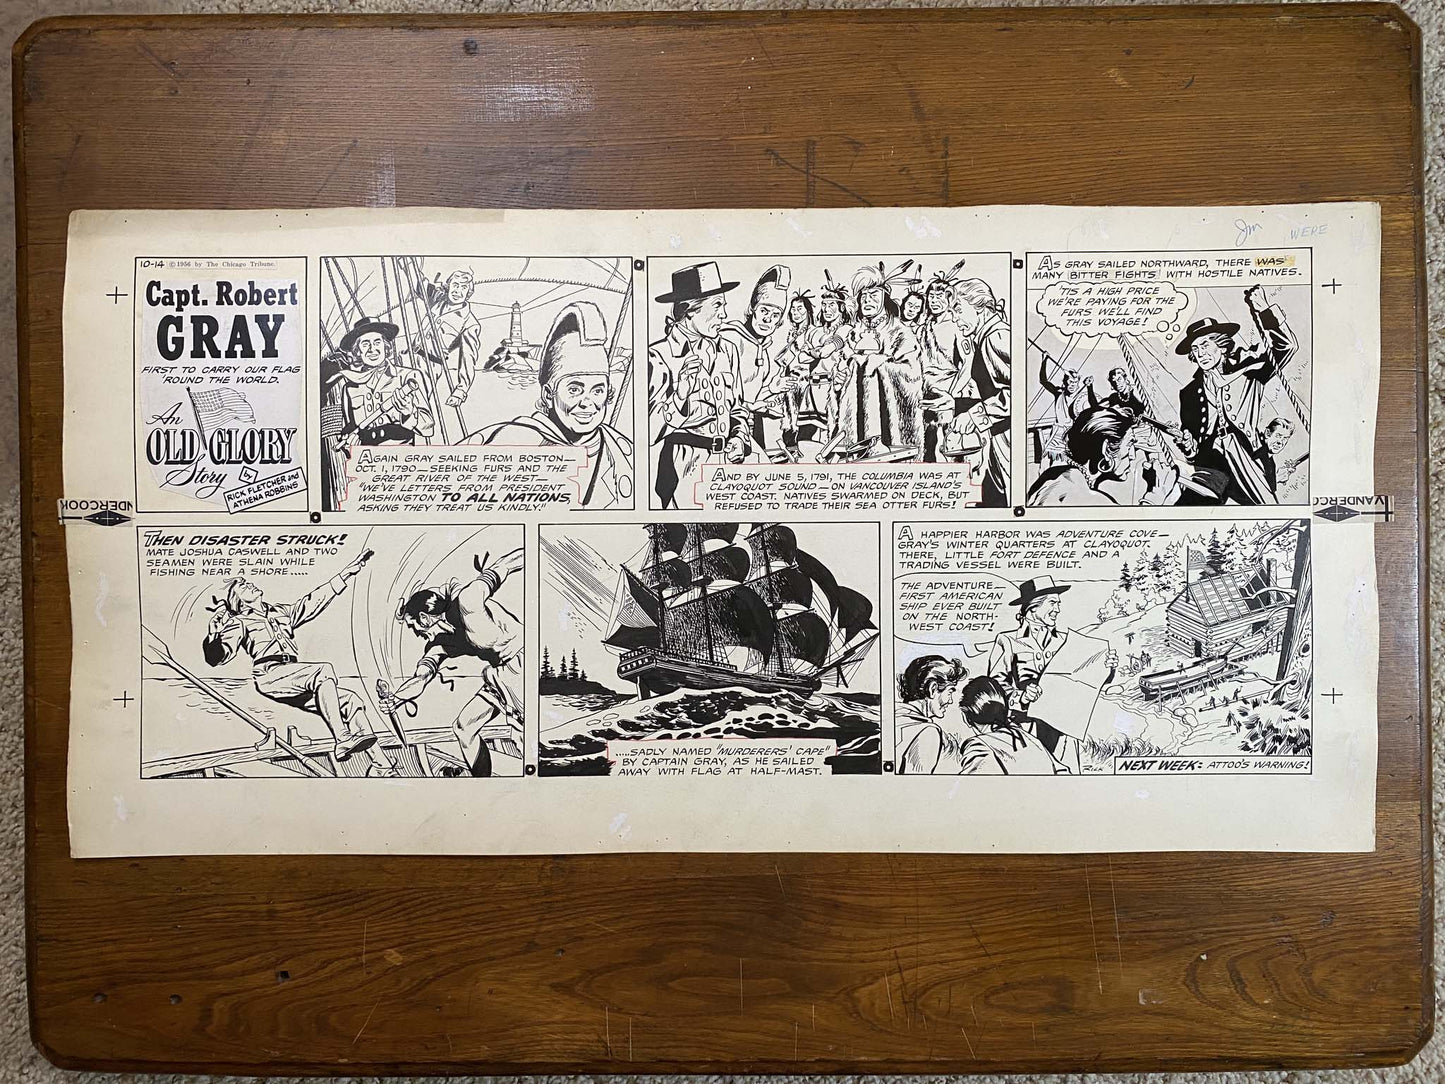 Jm WERE
10-14 ©1956 by The Chicago Tribune.
Capt. Robert
GRAY
FIRST TO CARRY OUR FLAG
'ROUND THE WORLD.
An
OLD GLORY
Story
by
RICK FLETCHER and
ATHENA ROBBINS
AGAIN GRAY SAILED FROM BOSTON—
OCT. 1, 1790 — SEEKING FURS AND THE
GREAT RIVER OF THE WEST—
"WE'VE LETTERS FROM PRESIDENT
WASHINGTON TO ALL NATIONS,
ASKING THEY TREAT US KINDLY."
AND BY JUNE 5, 1791, THE COLUMBIA WAS AT
CLAYOQUOT SOUND — ON VANCOUVER ISLAND'S
WEST COAST. NATIVES SWARMED ON DECK, BUT
REFUSED TO TRADE THEIR SEA OTTER FURS!
AS GRAY SAILED NORTHWARD, THERE WAS
MANY BITTER FIGHTS WITH HOSTILE NATIVES.
'TIS A HIGH PRICE
WE'RE PAYING FOR THE
FURS WE'LL FIND
THIS VOYAGE!
NDERCOOK
VANDERCO
THEN DISASTER STRUCK!
MATE JOSHUA CASWELL AND TWO
SEAMEN WERE SLAIN WHILE
FISHING NEAR A SHORE.....
.....SADLY NAMED 'MURDERERS' CAPE"
BY CAPTAIN GRAY, AS HE SAILED
AWAY WITH FLAG AT HALF-MAST.
A HAPPIER HARBOR WAS ADVENTURE COVE—
GRAY'S WINTER QUARTERS AT CLAYOQUOT.
THERE, LITTLE FORT DEFENCE AND A
TRADING VESSEL WERE BUILT.
THE ADVENTURE—
FIRST AMERICAN
SHIP EVER BUILT
ON THE NORTH-
WEST COAST!
RICK
NEXT WEEK: ATTOO'S WARNING!